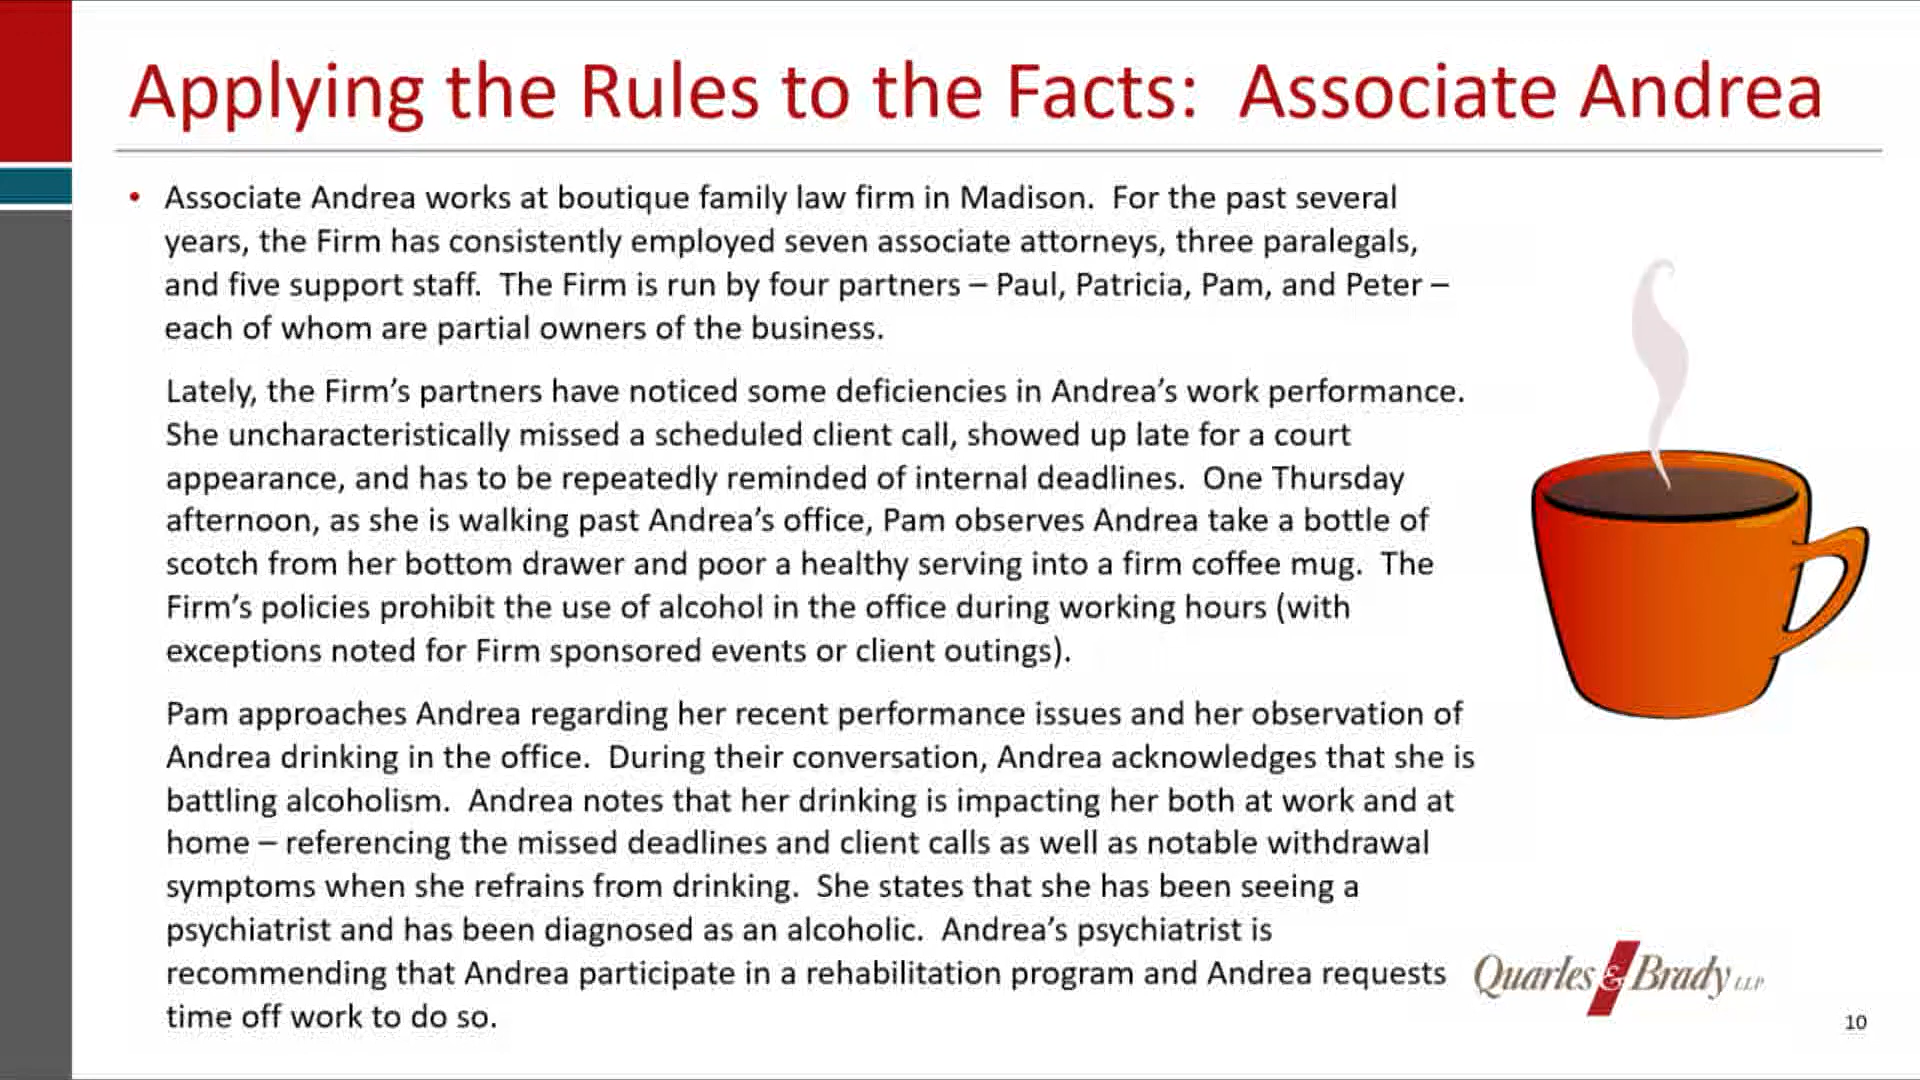 Applying the Rules to the Facts:  Associate Andrea
• Associate Andrea works at boutique family law firm in Madison.  For the past several
years, the Firm has consistently employed seven associate attorneys, three paralegals,
and five support staff.  The Firm is run by four partners – Paul, Patricia, Pam, and Peter –
each of whom are partial owners of the business.
Lately, the Firm's partners have noticed some deficiencies in Andrea's work performance.
She uncharacteristically missed a scheduled client call, showed up late for a court
appearance, and has to be repeatedly reminded of internal deadlines.  One Thursday
afternoon, as she is walking past Andrea's office, Pam observes Andrea take a bottle of
scotch from her bottom drawer and poor a healthy serving into a firm coffee mug.  The
Firm's policies prohibit the use of alcohol in the office during working hours (with
exceptions noted for Firm sponsored events or client outings).
Pam approaches Andrea regarding her recent performance issues and her observation of
Andrea drinking in the office.  During their conversation, Andrea acknowledges that she is
battling alcoholism.  Andrea notes that her drinking is impacting her both at work and at
home – referencing the missed deadlines and client calls as well as notable withdrawal
symptoms when she refrains from drinking.  She states that she has been seeing a
psychiatrist and has been diagnosed as an alcoholic.  Andrea's psychiatrist is
recommending that Andrea participate in a rehabilitation program and Andrea requests
time off work to do so.
Quarles & Brady LLP
10